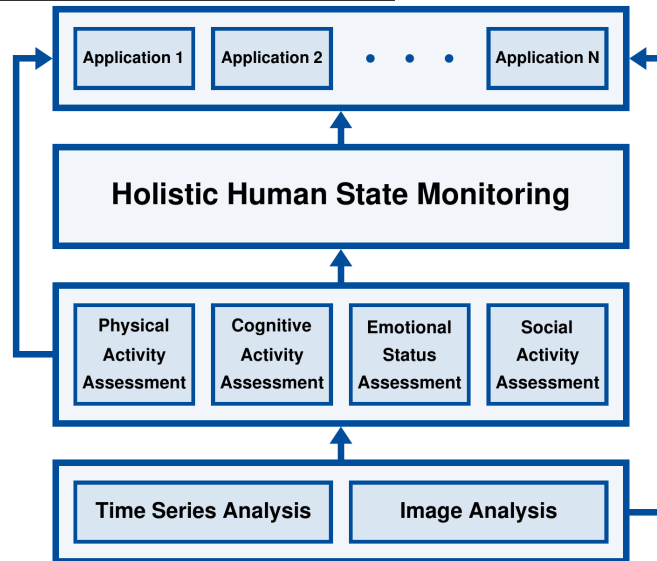 Application 1
Application 2
• • •
Application N
Holistic Human State Monitoring
Physical
Activity
Assessment
Cognitive
Activity
Assessment
Emotional
Status
Assessment
Social
Activity
Assessment
Time Series Analysis
Image Analysis